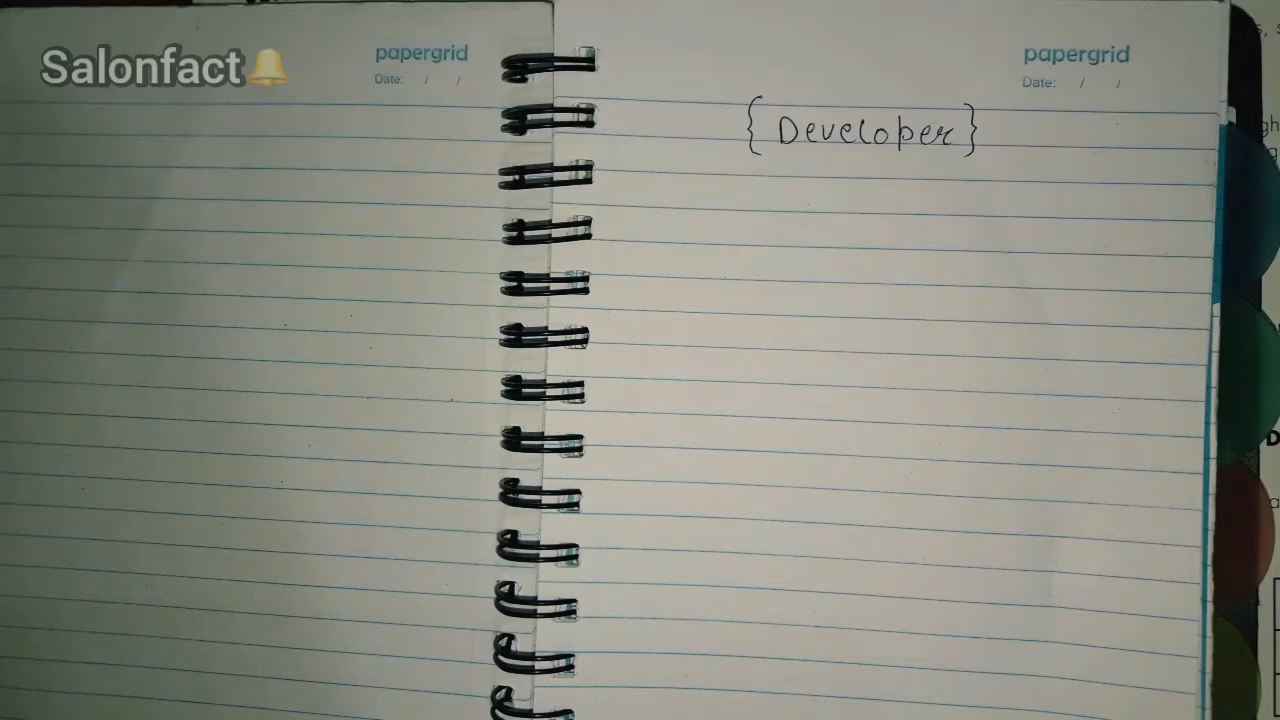 Salonfact🔔
papergrid
Date: / /
papergrid
Date: / /
{ Developer }